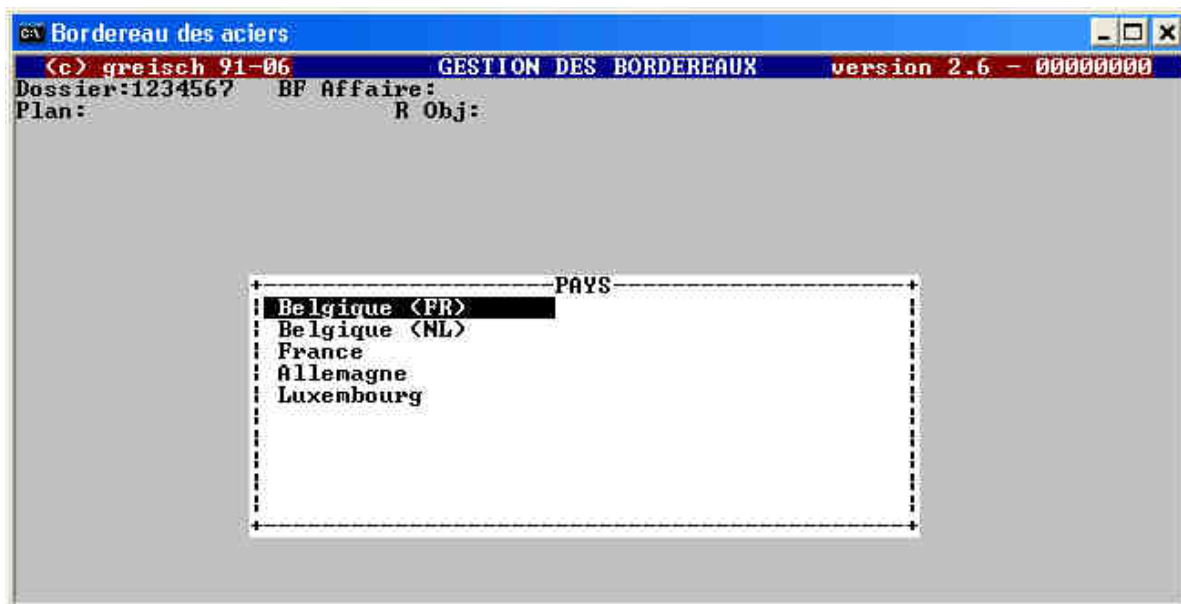 Bordereau des aciers
(c) greisch 91-06 GESTION DES BORDEREAUX version 2.6 - 00000000
Dossier:1234567 BF Affaire:
Plan: R Obj:
PAYS
Belgique (FR)
Belgique (NL)
France
Allemagne
Luxembourg